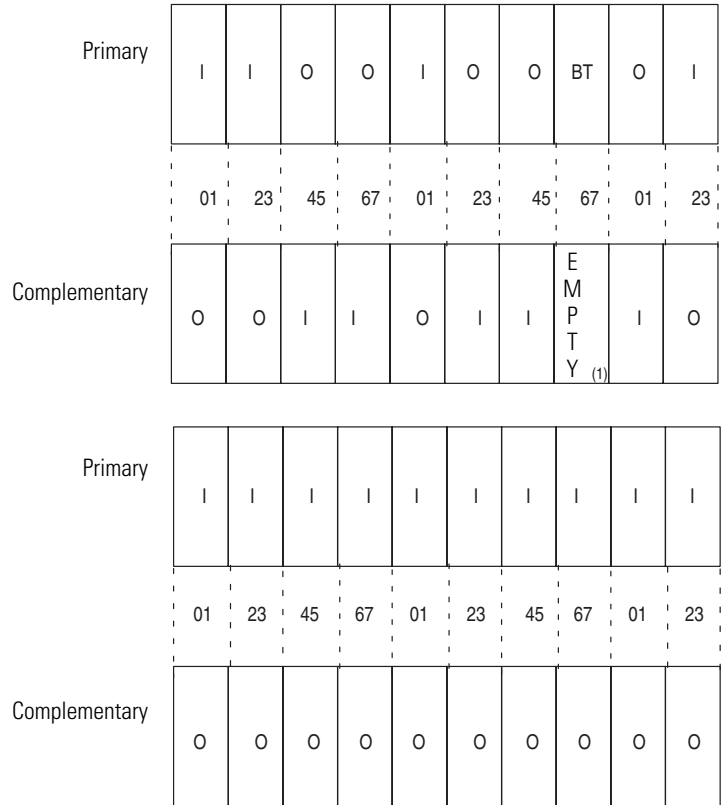 Primary
I I O O I O O BT O I
01 23 45 67 01 23 45 67 01 23
Complementary
O O I I O I I EMPTY (1) I O
Primary
I I I I I I I I I I
01 23 45 67 01 23 45 67 01 23
Complementary
O O O O O O O O O O